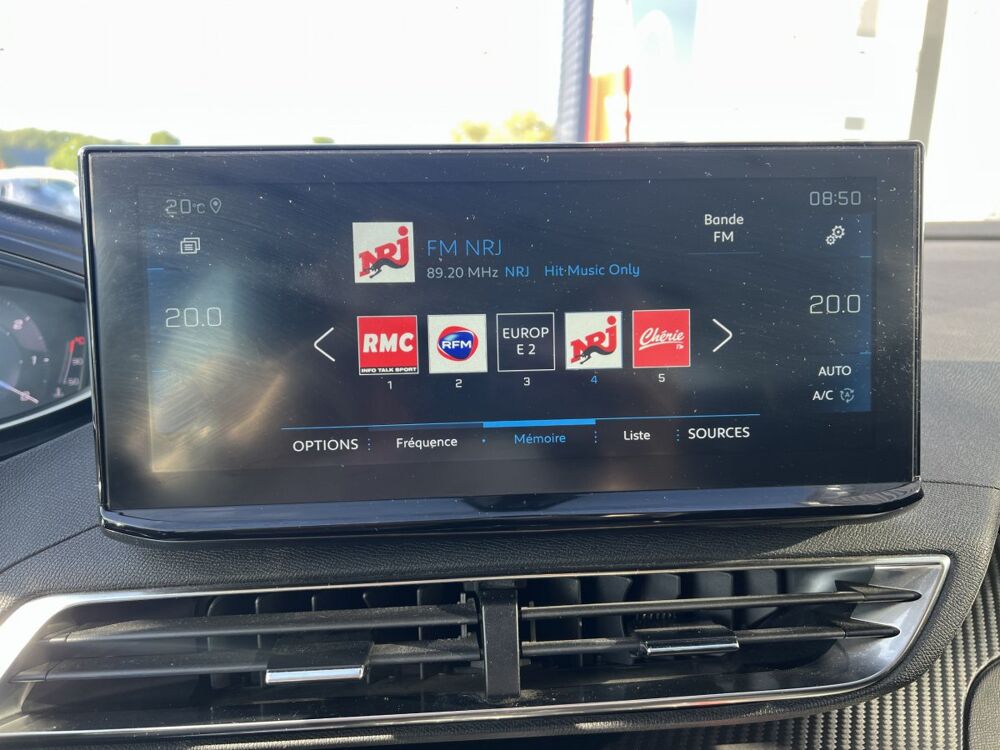 20°C
08:50
NRJ
FM NRJ
89.20 MHz NRJ Hit Music Only
Bande
FM
20.0
20.0
RMC
INFO TALK SPORT
RFM
EUROP
E 2
NRJ
Chérie
FM
1 2 3 4 5
AUTO
A/C
OPTIONS Fréquence Mémoire Liste SOURCES